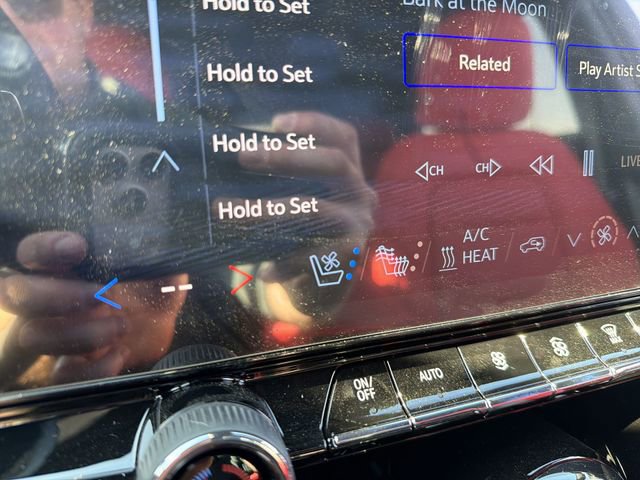 Hold to Set
Bark at the Moon
Hold to Set
Related
Play Artist S
Hold to Set
CH
CH
LIVE
Hold to Set
A/C
HEAT
ON/
OFF
AUTO